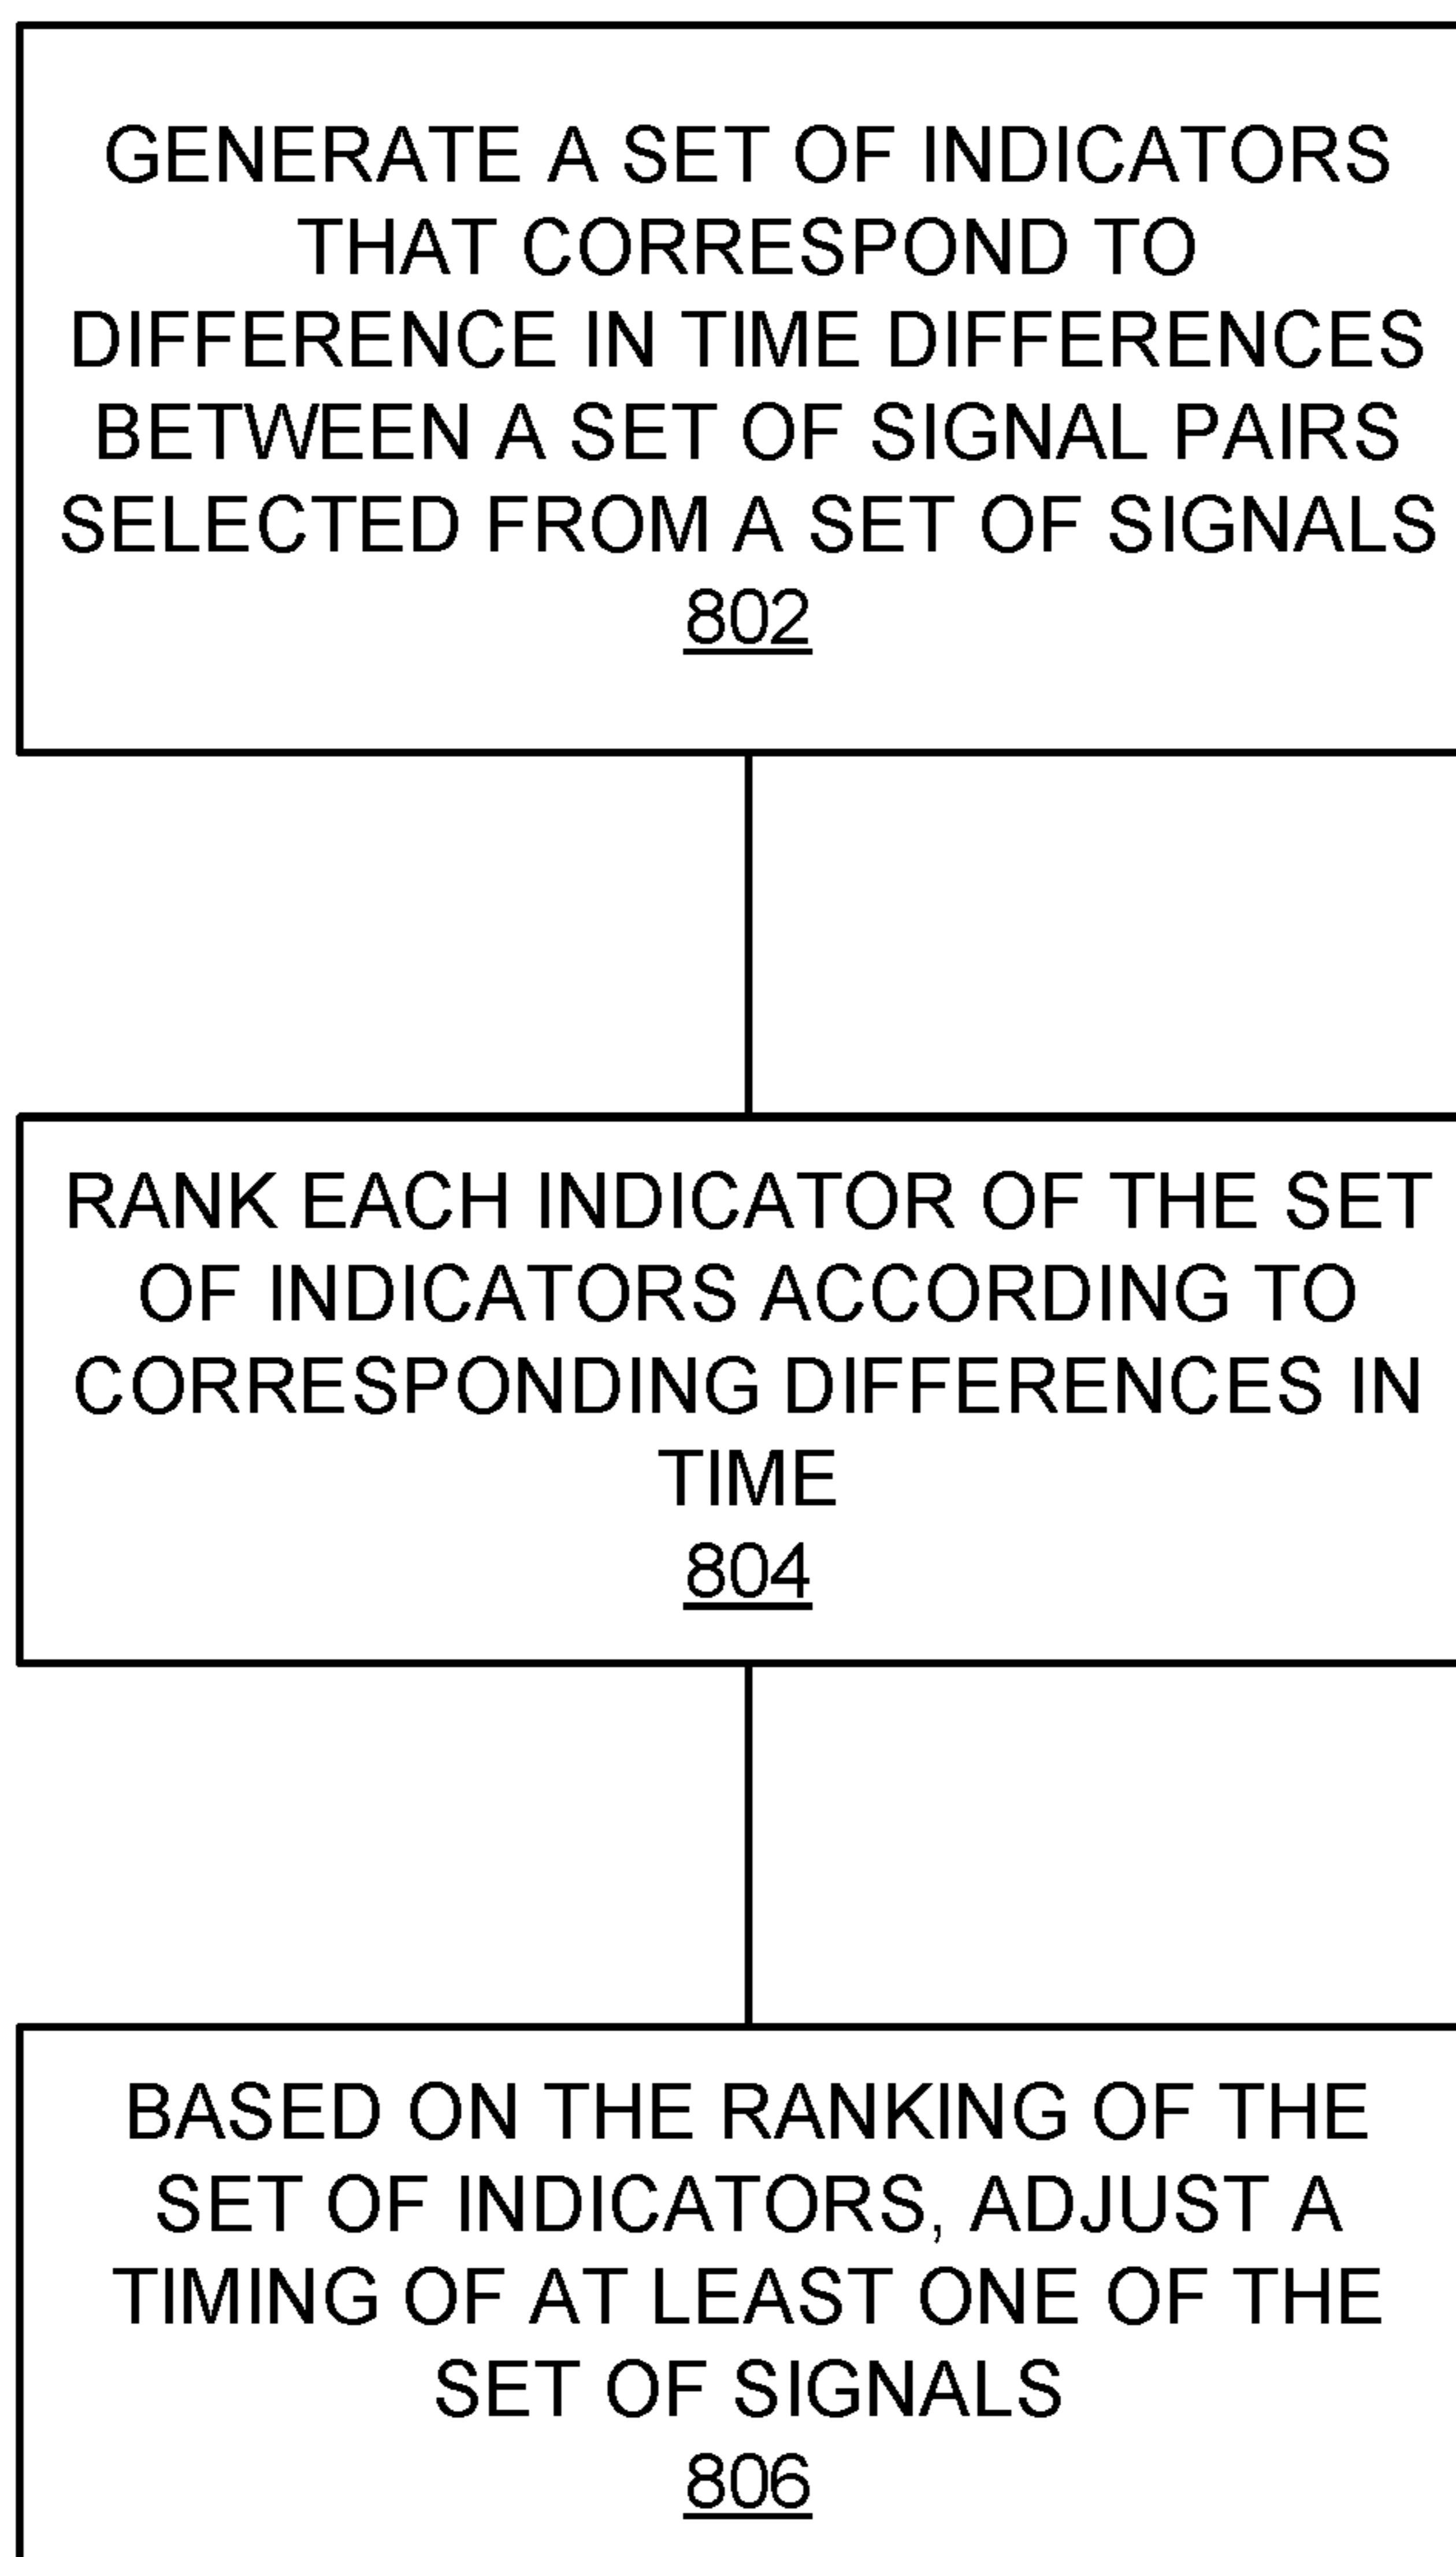 GENERATE A SET OF INDICATORS
THAT CORRESPOND TO
DIFFERENCE IN TIME DIFFERENCES
BETWEEN A SET OF SIGNAL PAIRS
SELECTED FROM A SET OF SIGNALS
802
RANK EACH INDICATOR OF THE SET
OF INDICATORS ACCORDING TO
CORRESPONDING DIFFERENCES IN
TIME
804
BASED ON THE RANKING OF THE
SET OF INDICATORS, ADJUST A
TIMING OF AT LEAST ONE OF THE
SET OF SIGNALS
806